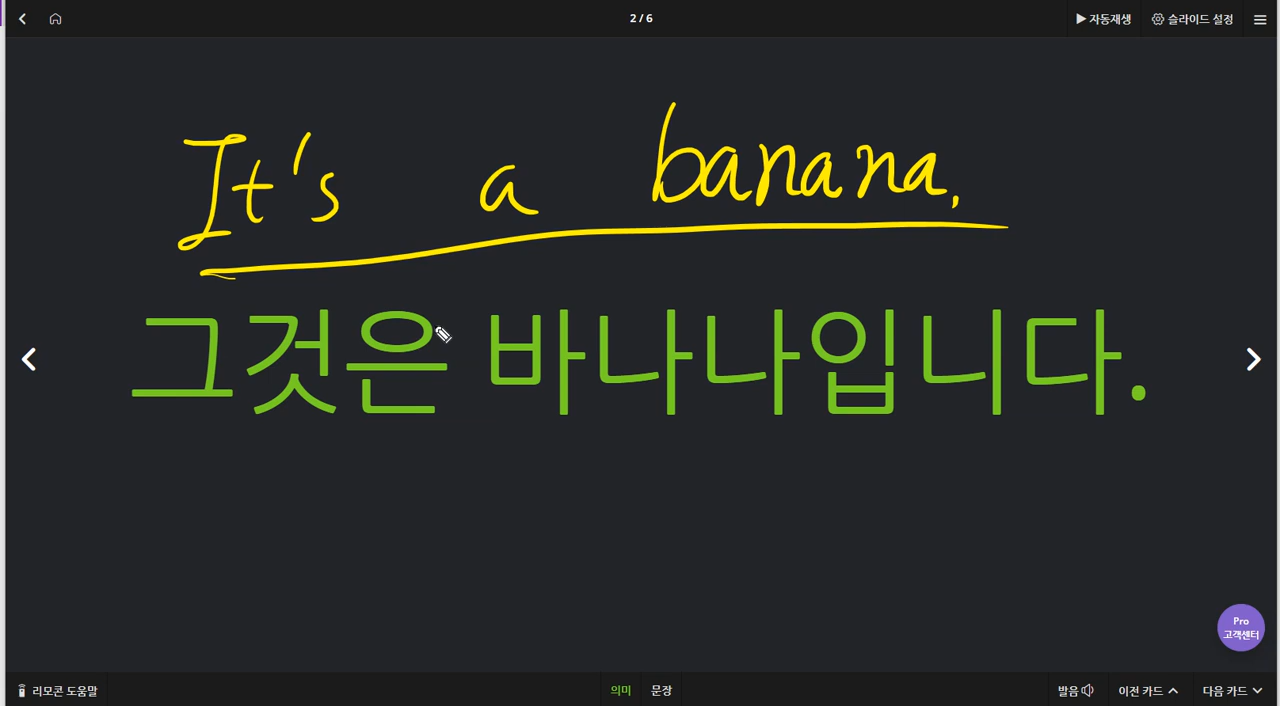 2 / 6
자동재생
슬라이드 설정
It's a banana.
그것은 바나나입니다.
Pro
고객센터
리모콘 도움말
의미
문장
발음
이전 카드
다음 카드